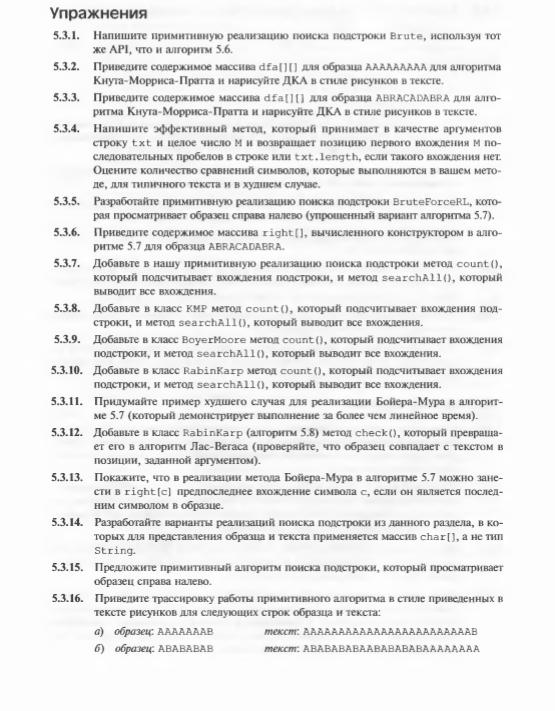 Упражнения
5.3.1. Напишите примитивную реализацию поиска подстроки Brute, используя тот
же API, что и алгоритм 5.6.
5.3.2. Приведите содержимое массива dfa[][] для образца AAAAAAAAA для алгоритма
Кнута-Морриса-Пратта и нарисуйте ДКА в стиле рисунков в тексте.
5.3.3. Приведите содержимое массива dfa[][] для образца ABRACADABRA для алго-
ритма Кнута-Морриса-Пратта и нарисуйте ДКА в стиле рисунков в тексте.
5.3.4. Напишите эффективный метод, который принимает в качестве аргументов
строку txt и целое число M и возвращает позицию первого вхождения M по-
следовательных пробелов в строке или txt.length, если такого вхождения нет.
Оцените количество сравнений символов, которые выполняются в вашем мето-
де, для типичного текста и в худшем случае.
5.3.5. Разработайте примитивную реализацию поиска подстроки BruteForceRL, кото-
рая просматривает образец справа налево (упрощенный вариант алгоритма 5.7).
5.3.6. Приведите содержимое массива right[], вычисленного конструктором в алго-
ритме 5.7 для образца ABRACADABRA.
5.3.7. Добавьте в нашу примитивную реализацию поиска подстроки метод count(),
который подсчитывает вхождения подстроки, и метод searchAll(), который
выводит все вхождения.
5.3.8. Добавьте в класс KMP метод count(), который подсчитывает вхождения под-
строки, и метод searchAll(), который выводит все вхождения.
5.3.9. Добавьте в класс BoyerMoore метод count(), который подсчитывает вхождения
подстроки, и метод searchAll(), который выводит все вхождения.
5.3.10. Добавьте в класс RabinKarp метод count(), который подсчитывает вхождения
подстроки, и метод searchAll(), который выводит все вхождения.
5.3.11. Придумайте пример худшего случая для реализации Бойера-Мура в алгорит-
ме 5.7 (который демонстрирует выполнение за более чем линейное время).
5.3.12. Добавьте в класс RabinKarp (алгоритм 5.8) метод check(), который превраща-
ет его в алгоритм Лас-Вегаса (проверяйте, что образец совпадает с текстом в
позиции, заданной аргументом).
5.3.13. Покажите, что в реализации метода Бойера-Мура в алгоритме 5.7 можно зане-
сти в right[c] предпоследнее вхождение символа c, если он является послед-
ним символом в образце.
5.3.14. Разработайте варианты реализаций поиска подстроки из данного раздела, в ко-
торых для представления образца и текста применяется массив char[], а не тип
String.
5.3.15. Предложите примитивный алгоритм поиска подстроки, который просматривает
образец справа налево.
5.3.16. Приведите трассировку работы примитивного алгоритма в стиле приведенных в
тексте рисунков для следующих строк образца и текста:
а) образец: AAAAAAAB текст: AAAAAAAAAAAAAAAAAAAAAAAAB
б) образец: ABABABAB текст: ABABABABAABABABABAAAAAAAA